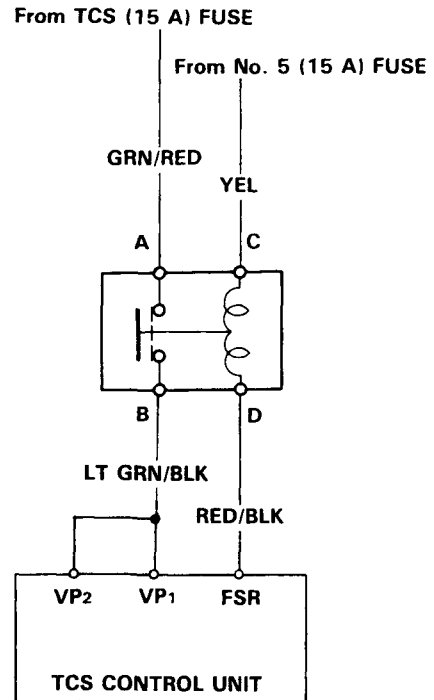 From TCS (15 A) FUSE
From No. 5 (15 A) FUSE
GRN/RED
YEL
A
C
B
D
LT GRN/BLK
RED/BLK
VP2
VP1
FSR
TCS CONTROL UNIT